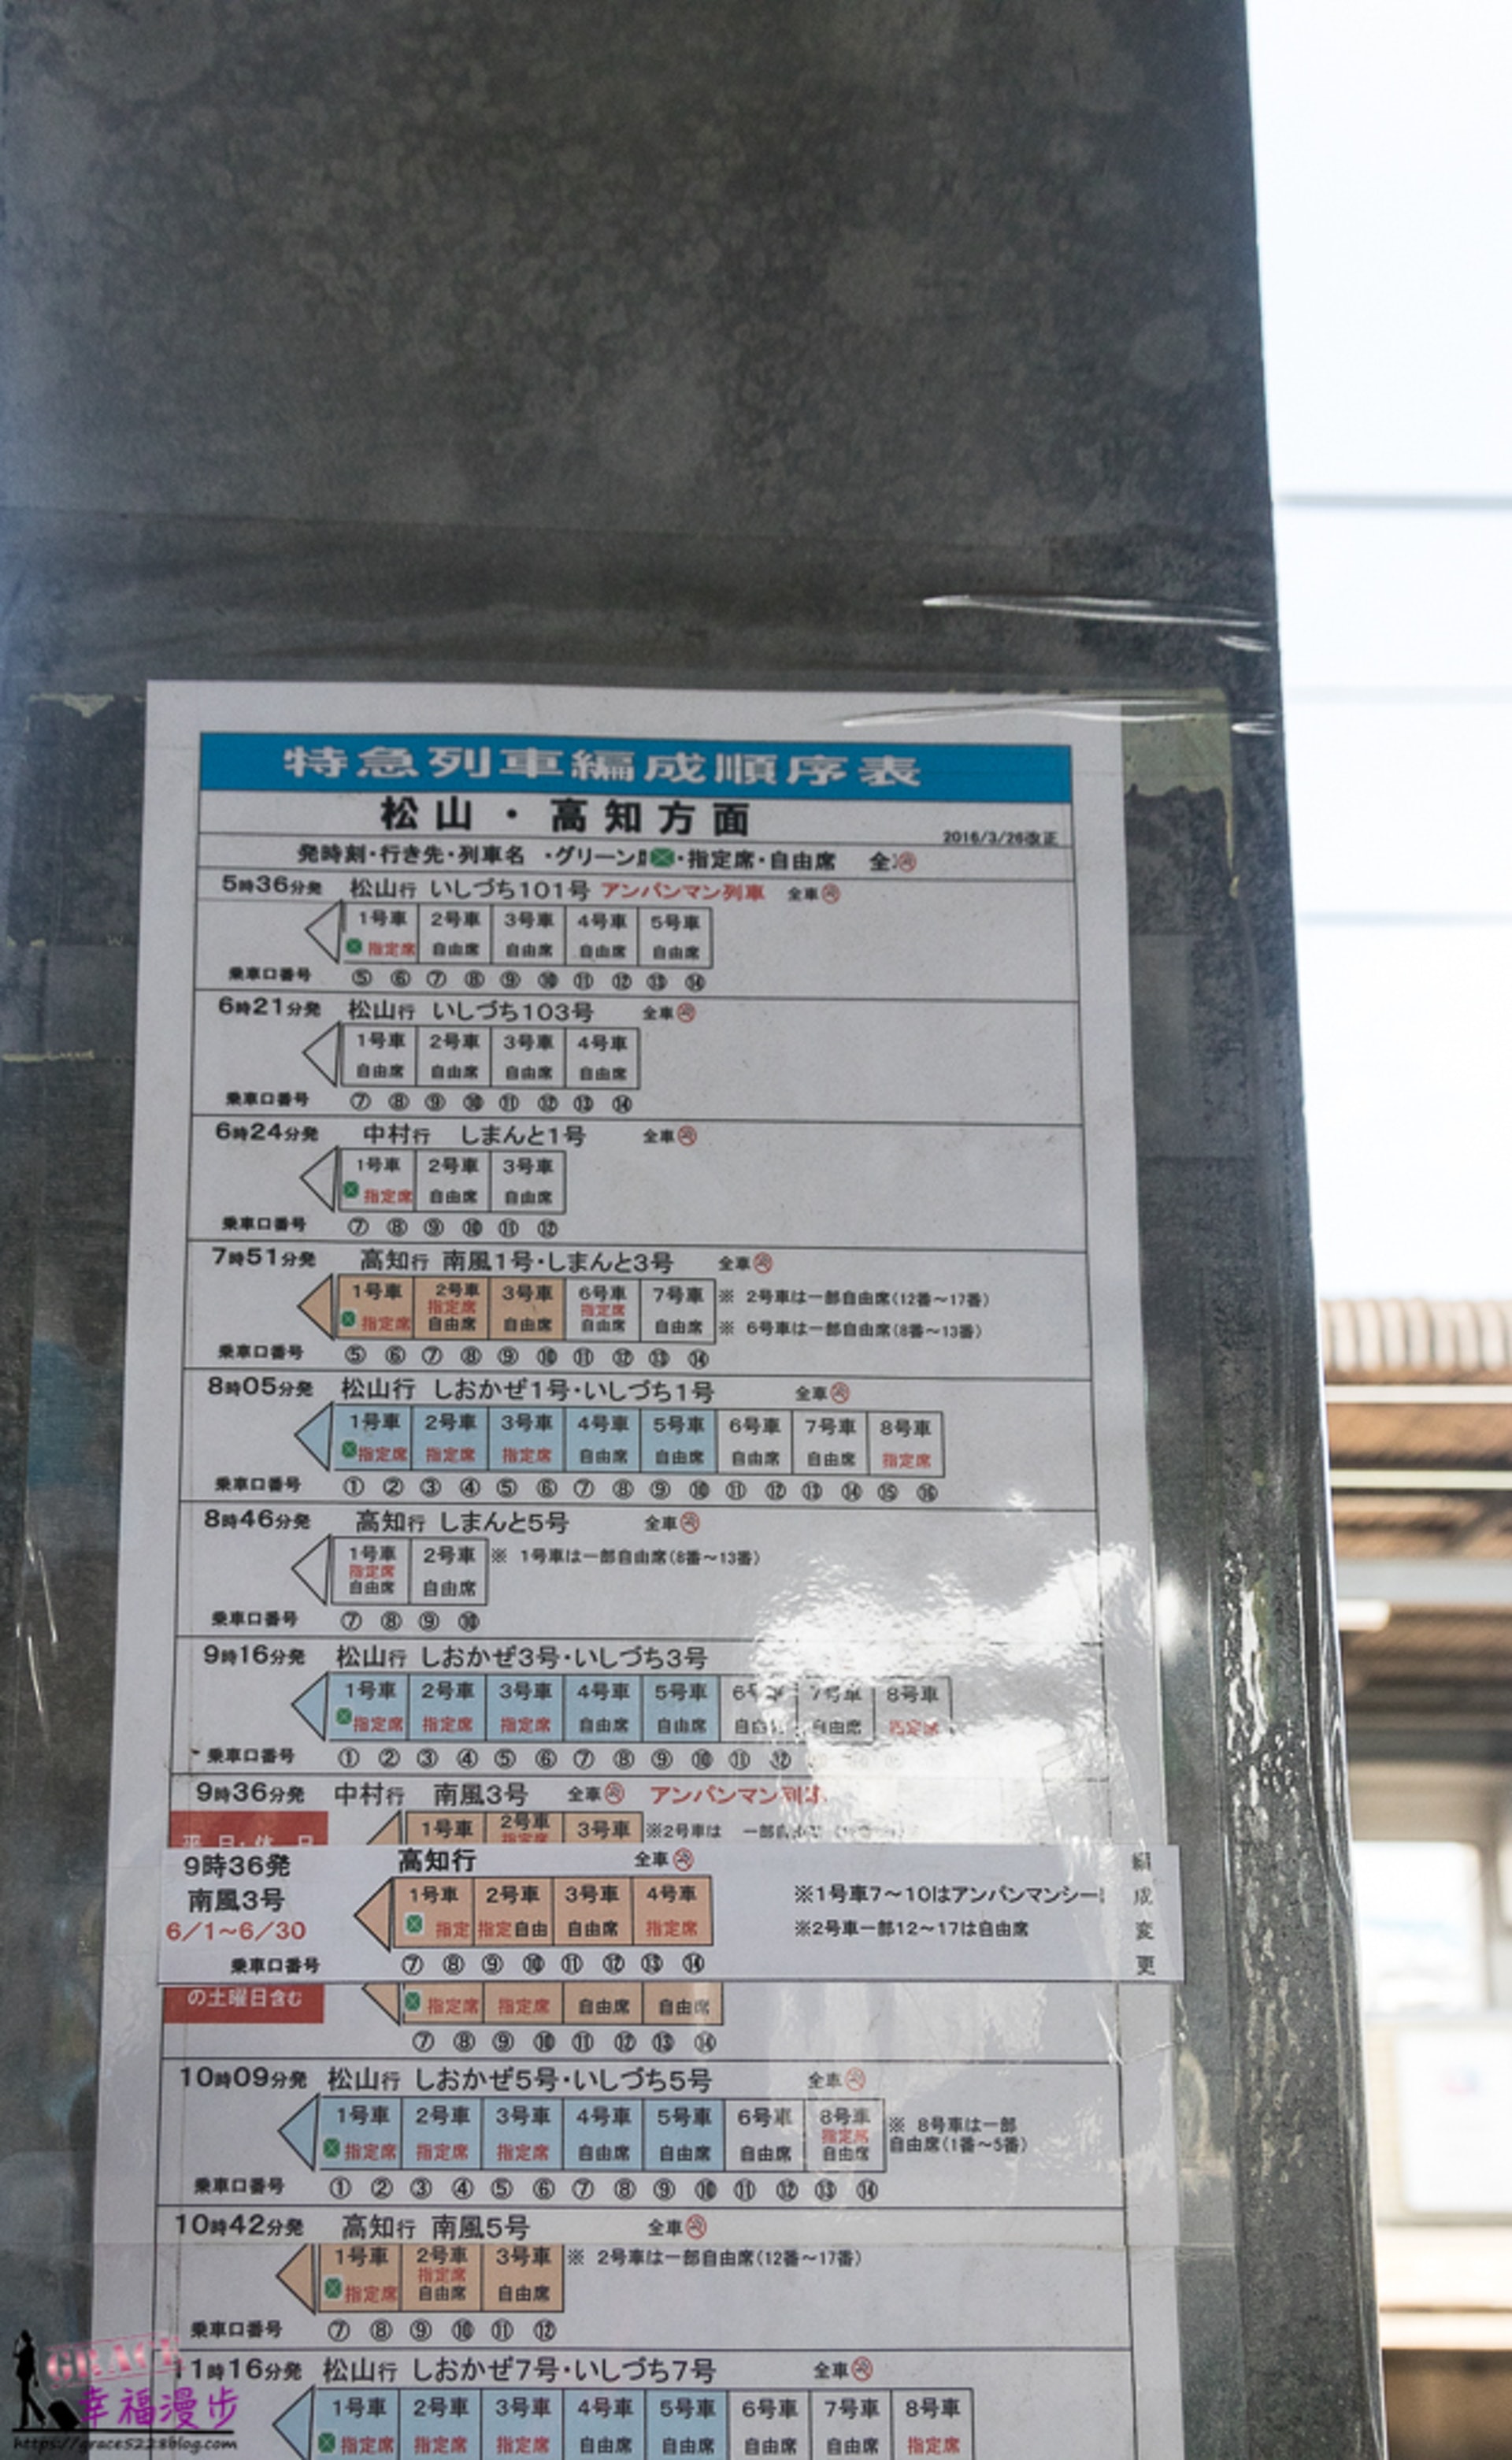 特急列車編成順序表
松山・高知方面
2016/3/26改正
発時刻・行き先・列車名 ・グリーン ・指定席・自由席 全
5時36分発 松山行 いしづち101号 アンパンマン列車 全車
1号車 2号車 3号車 4号車 5号車
指定席 自由席 自由席 自由席 自由席
乗車口番号 ⑤ ⑥ ⑦ ⑧ ⑨ ⑩ ⑪ ⑫ ⑬ ⑭
6時21分発 松山行 いしづち103号 全車
1号車 2号車 3号車 4号車
自由席 自由席 自由席 自由席
乗車口番号 ⑦ ⑧ ⑨ ⑩ ⑪ ⑫ ⑬ ⑭
6時24分発 中村行 しまんと1号 全車
1号車 2号車 3号車
指定席 自由席 自由席
乗車口番号 ⑦ ⑧ ⑨ ⑩ ⑪ ⑫
7時51分発 高知行 南風1号・しまんと3号 全車
1号車 2号車 3号車 6号車 7号車 ※ 2号車は一部自由席(12番～17番)
指定席 指定席
指定席 自由席 自由席 自由席 自由席 ※ 6号車は一部自由席(8番～13番)
乗車口番号 ⑤ ⑥ ⑦ ⑧ ⑨ ⑩ ⑪ ⑫ ⑬ ⑭
8時05分発 松山行 しおかぜ1号・いしづち1号 全車
1号車 2号車 3号車 4号車 5号車 6号車 7号車 8号車
指定席 指定席 指定席 自由席 自由席 自由席 自由席 指定席
乗車口番号 ① ② ③ ④ ⑤ ⑥ ⑦ ⑧ ⑨ ⑩ ⑪ ⑫ ⑬ ⑭ ⑮ ⑯
8時46分発 高知行 しまんと5号 全車
1号車 2号車 ※ 1号車は一部自由席(8番～13番)
指定席
自由席 自由席
乗車口番号 ⑦ ⑧ ⑨ ⑩
9時16分発 松山行 しおかぜ3号・いしづち3号
1号車 2号車 3号車 4号車 5号車 6号車 7号車 8号車
指定席 指定席 指定席 自由席 自由席 自由席 自由席 指定席
乗車口番号 ① ② ③ ④ ⑤ ⑥ ⑦ ⑧ ⑨ ⑩ ⑪ ⑫
9時36分発 中村行 南風3号 全車 アンパンマン列車
1号車 2号車 3号車 ※2号車は 一部
指定席
9時36発 高知行 全車
南風3号 1号車 2号車 3号車 4号車 ※1号車7～10はアンパンマンシー
6/1～6/30 指定 指定自由 自由席 指定席 ※2号車一部12～17は自由席
乗車口番号 ⑦ ⑧ ⑨ ⑩ ⑪ ⑫ ⑬ ⑭
編成変更
の土曜日含む 指定席 指定席 自由席 自由席
⑦ ⑧ ⑨ ⑩ ⑪ ⑫ ⑬ ⑭
10時09分発 松山行 しおかぜ5号・いしづち5号 全車
1号車 2号車 3号車 4号車 5号車 6号車 8号車 ※ 8号車は一部
指定席
指定席 指定席 指定席 自由席 自由席 自由席 自由席 自由席(1番～5番)
乗車口番号 ① ② ③ ④ ⑤ ⑥ ⑦ ⑧ ⑨ ⑩ ⑪ ⑫ ⑬ ⑭
10時42分発 高知行 南風5号 全車
1号車 2号車 3号車 ※ 2号車は一部自由席(12番～17番)
指定席
指定席 自由席 自由席
乗車口番号 ⑦ ⑧ ⑨ ⑩ ⑪ ⑫
11時16分発 松山行 しおかぜ7号・いしづち7号 全車
1号車 2号車 3号車 4号車 5号車 6号車 7号車 8号車
指定席 指定席 指定席 自由席 自由席 自由席 自由席 指定席
GRACE
幸福漫步
https://grace5228blog.com